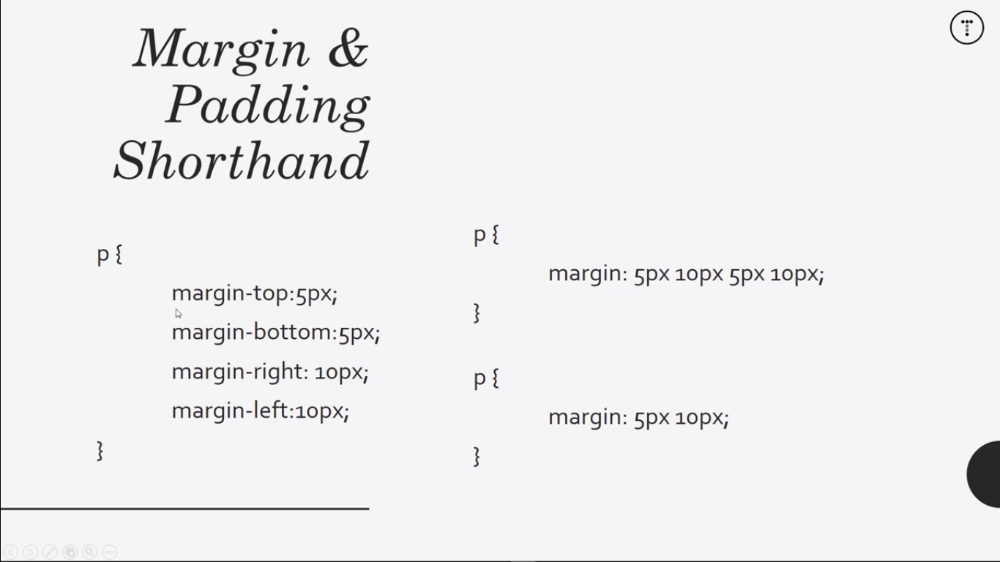 Margin &
Padding
Shorthand
p {
margin-top:5px;
margin-bottom:5px;
margin-right: 10px;
margin-left:10px;
}
p {
margin: 5px 10px 5px 10px;
}
p {
margin: 5px 10px;
}